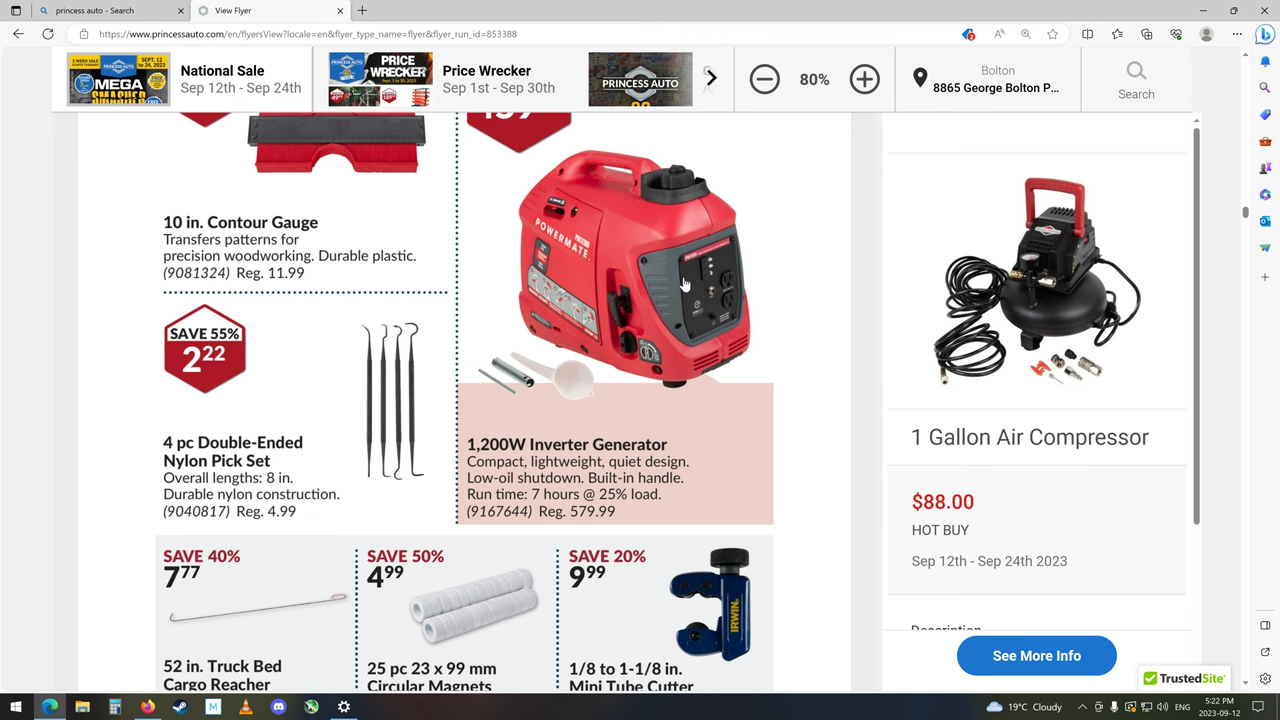 princess auto - Search
View Flyer
https://www.princessauto.com/en/flyersView?locale=en&flyer_type_name=flyer&flyer_run_id=853388
National Sale
Sep 12th - Sep 24th
Price Wrecker
Sep 1st - Sep 30th
PRICE WRECKER
PRINCESS AUTO
MEGA
80%
Bolton
8865 George Bolton P...
Search
10 in. Contour Gauge
Transfers patterns for
precision woodworking. Durable plastic.
(9081324) Reg. 11.99
SAVE 55%
2 22
4 pc Double-Ended
Nylon Pick Set
Overall lengths: 8 in.
Durable nylon construction.
(9040817) Reg. 4.99
POWERMATE
1,200W Inverter Generator
Compact, lightweight, quiet design.
Low-oil shutdown. Built-in handle.
Run time: 7 hours @ 25% load.
(9167644) Reg. 579.99
SAVE 40%
7 77
52 in. Truck Bed
Cargo Reacher
SAVE 50%
4 99
25 pc 23 x 99 mm
Circular Magnets
SAVE 20%
9 99
IRWIN
1/8 to 1-1/8 in.
Mini Tube Cutter
1 Gallon Air Compressor
$88.00
HOT BUY
Sep 12th - Sep 24th 2023
Description
See More Info
TrustedSite
19°C Cloudy
5:22 PM
2023-09-12